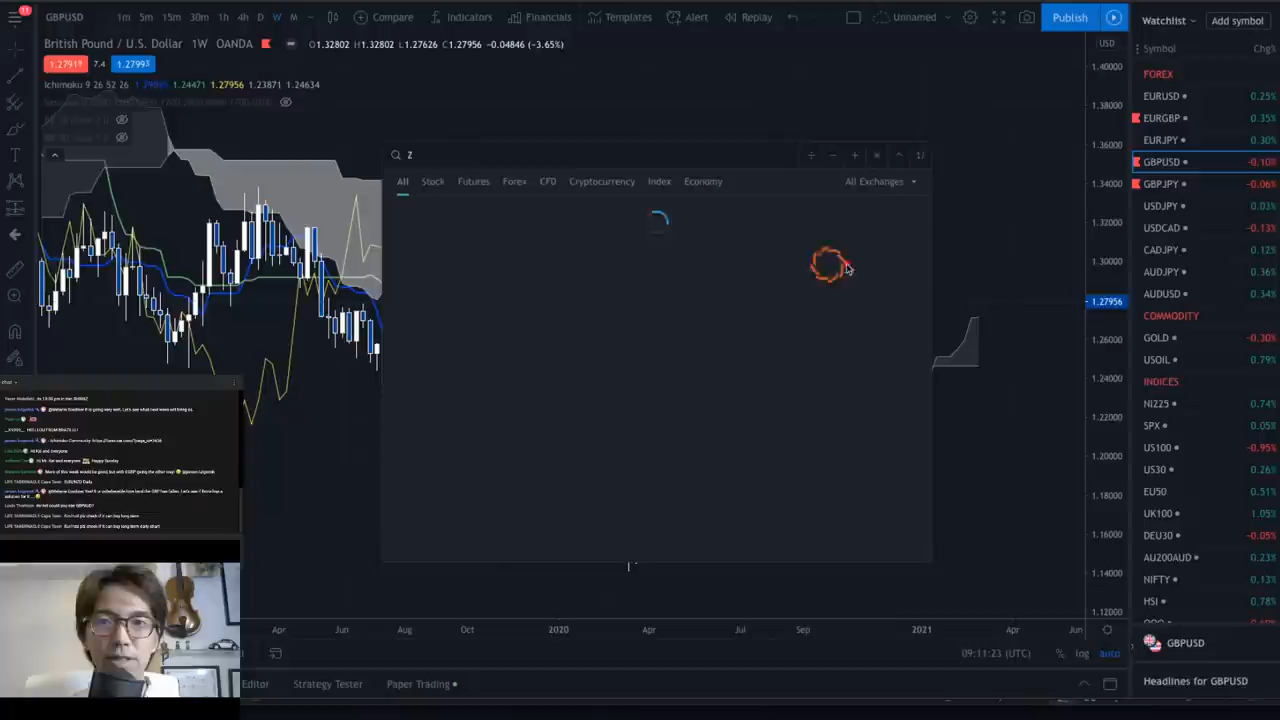 11
GBPUSD
1m 5m 15m 30m 1h 4h D W M
Compare
Indicators
Financials
Templates
Alert
Replay
Unnamed
Publish
Watchlist
Add symbol
British Pound / U.S. Dollar 1W OANDA
O1.32802 H1.32802 L1.27626 C1.27956 -0.04846 (-3.65%)
1.27919 7.4 1.27993
Ichimoku 9 26 52 26
1.24471 1.27956 1.23871 1.24634
Z
All Stock Futures Forex CFD Cryptocurrency Index Economy
All Exchanges
USD
1.40000
1.38000
1.36000
1.34000
1.32000
1.30000
1.27956
1.26000
1.24000
1.22000
1.20000
1.18000
1.16000
1.14000
1.12000
Symbol Chg%
FOREX
EURUSD 0.25%
EURGBP 0.35%
EURJPY 0.30%
GBPUSD -0.10%
GBPJPY -0.06%
USDJPY 0.03%
USDCAD -0.13%
CADJPY 0.12%
AUDJPY 0.36%
AUDUSD 0.34%
COMMODITY
GOLD -0.30%
USOIL 0.79%
INDICES
NIZ25 0.74%
SPX 0.05%
US100 -0.95%
US30 0.26%
EU50 0.51%
UK100 1.05%
DEU30 -0.05%
AU200AUD 0.23%
NIFTY 0.13%
HSI 0.78%
GBPUSD
Headlines for GBPUSD
Apr Jun Aug Oct 2020 Apr Jul Sep 2021 Apr Jun
09:11:23 (UTC)
% log auto
Editor
Strategy Tester
Paper Trading